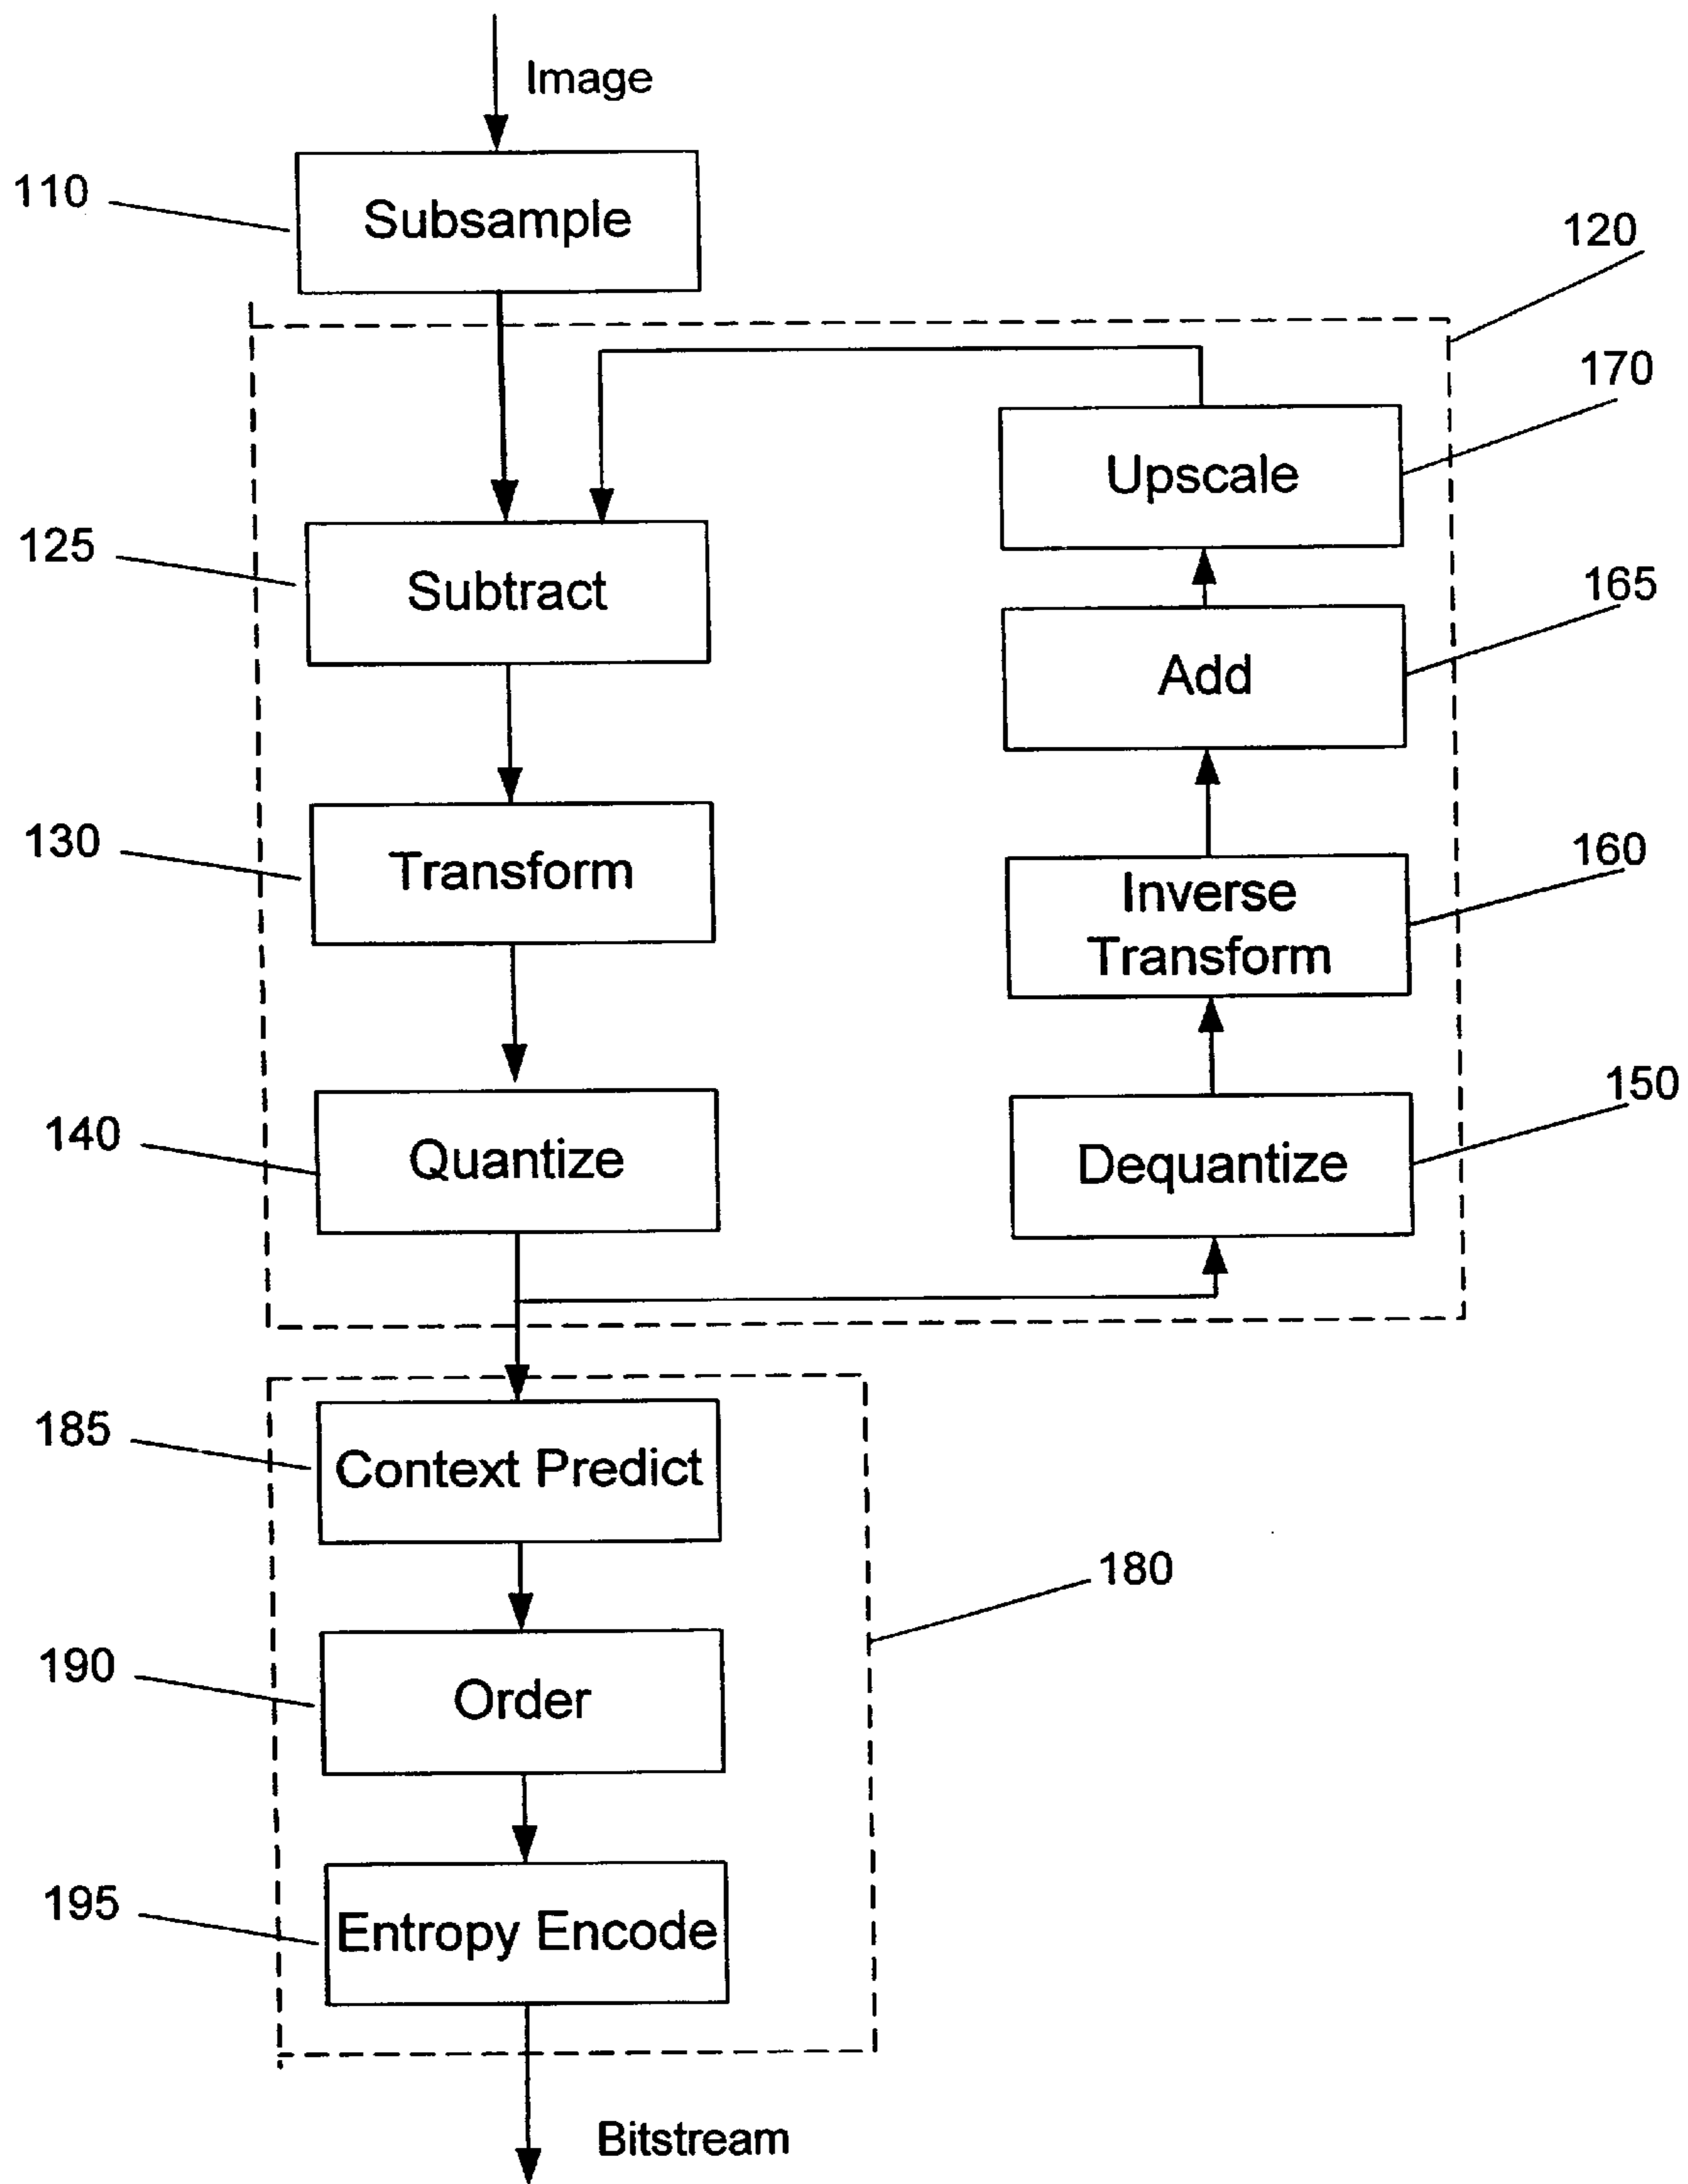 Image
110
Subsample
120
170
Upscale
125
Subtract
165
Add
130
Transform
160
Inverse
Transform
150
140
Quantize
Dequantize
185
Context Predict
180
190
Order
195
Entropy Encode
Bitstream